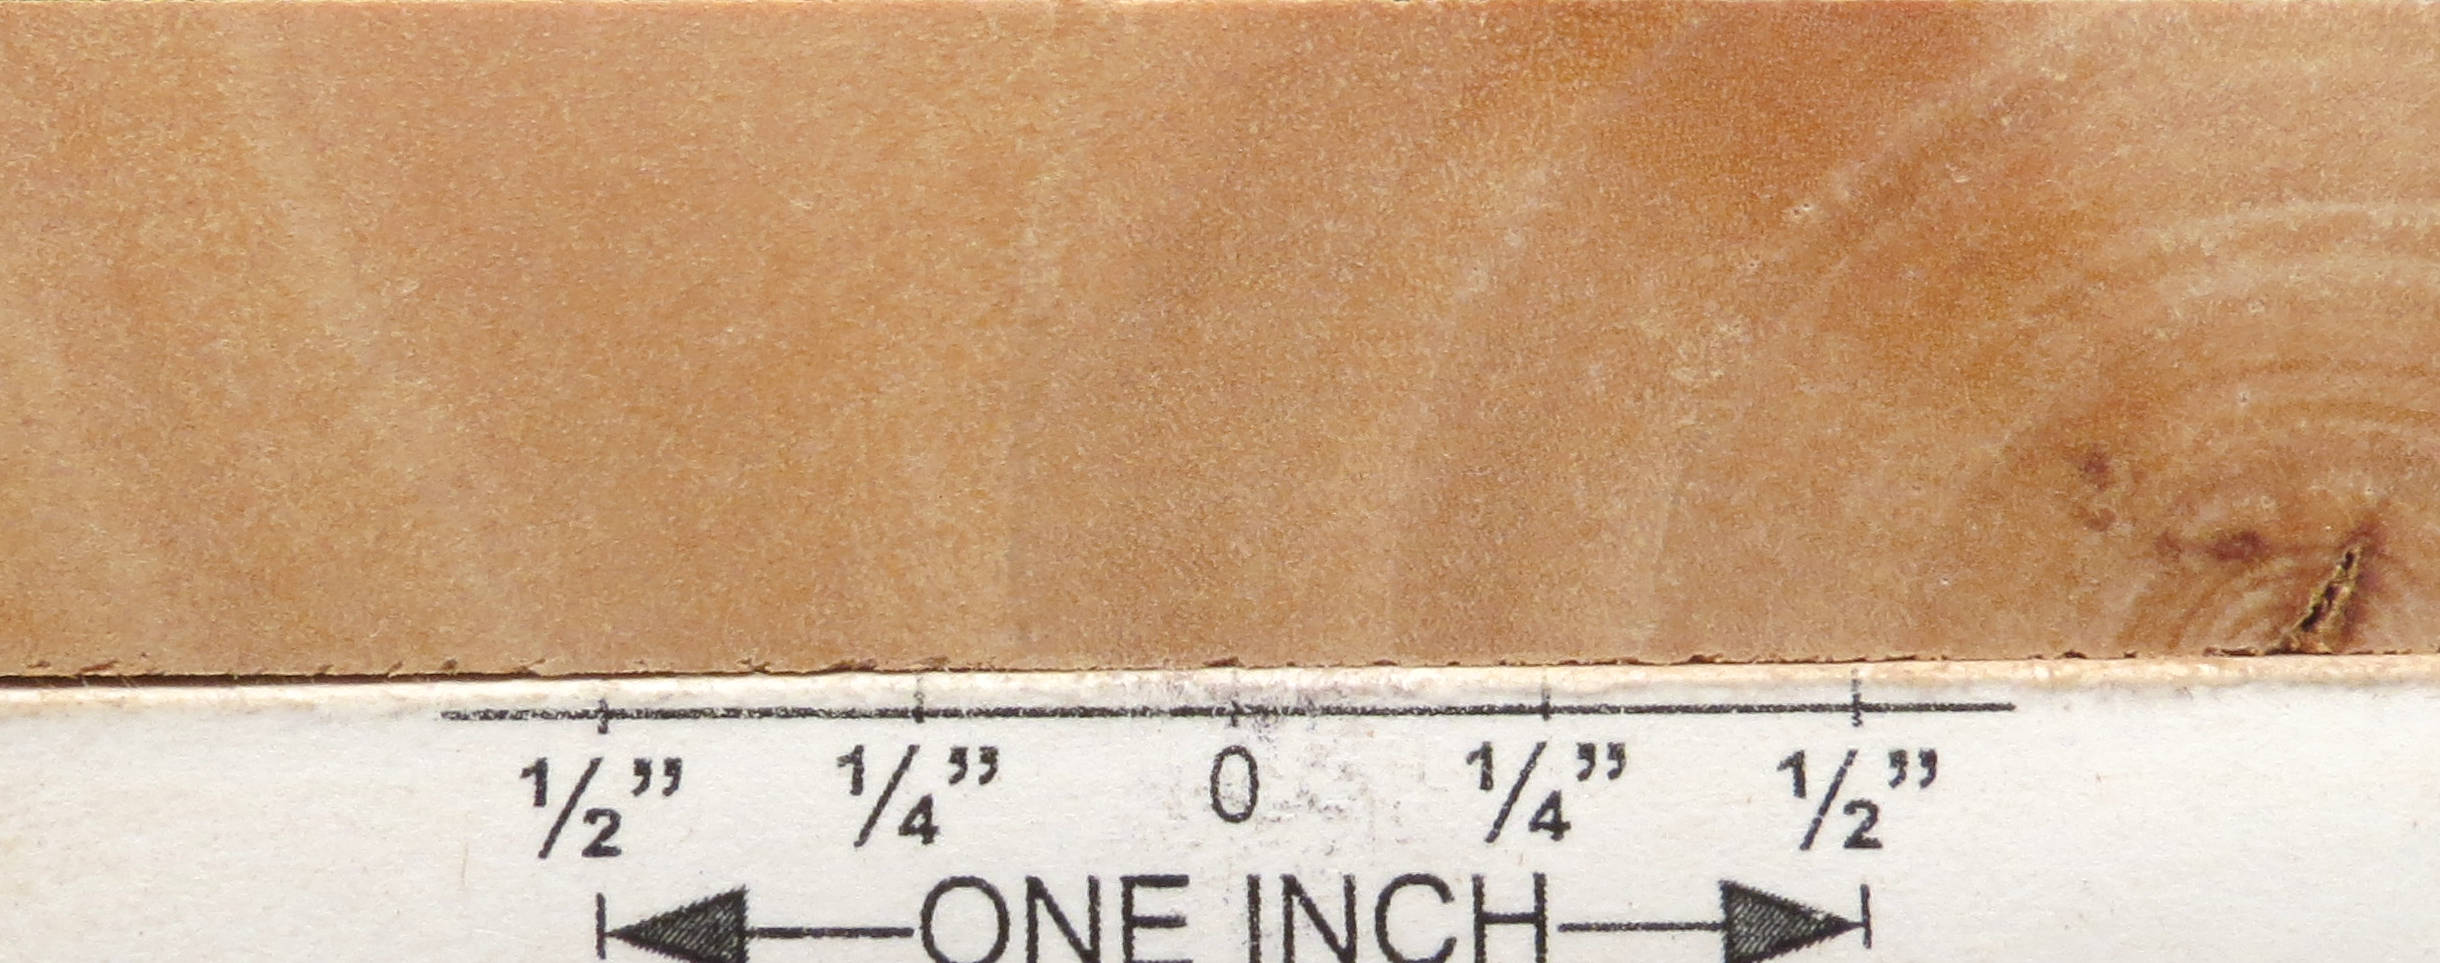 1/2” 1/4” 0 1/4” 1/2”
ONE INCH